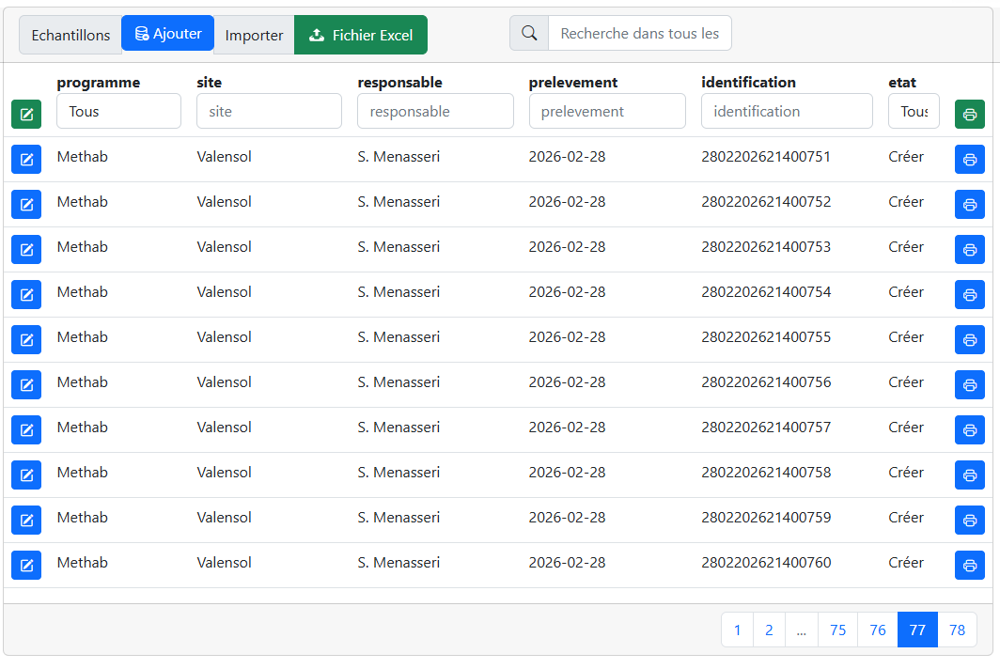 Echantillons Ajouter Importer Fichier Excel Recherche dans tous les
programme site responsable prelevement identification etat
Tous site responsable prelevement identification Tous
Methab Valensol S. Menasseri 2026-02-28 2802202621400751 Créer
Methab Valensol S. Menasseri 2026-02-28 2802202621400752 Créer
Methab Valensol S. Menasseri 2026-02-28 2802202621400753 Créer
Methab Valensol S. Menasseri 2026-02-28 2802202621400754 Créer
Methab Valensol S. Menasseri 2026-02-28 2802202621400755 Créer
Methab Valensol S. Menasseri 2026-02-28 2802202621400756 Créer
Methab Valensol S. Menasseri 2026-02-28 2802202621400757 Créer
Methab Valensol S. Menasseri 2026-02-28 2802202621400758 Créer
Methab Valensol S. Menasseri 2026-02-28 2802202621400759 Créer
Methab Valensol S. Menasseri 2026-02-28 2802202621400760 Créer
1 2 ... 75 76 77 78